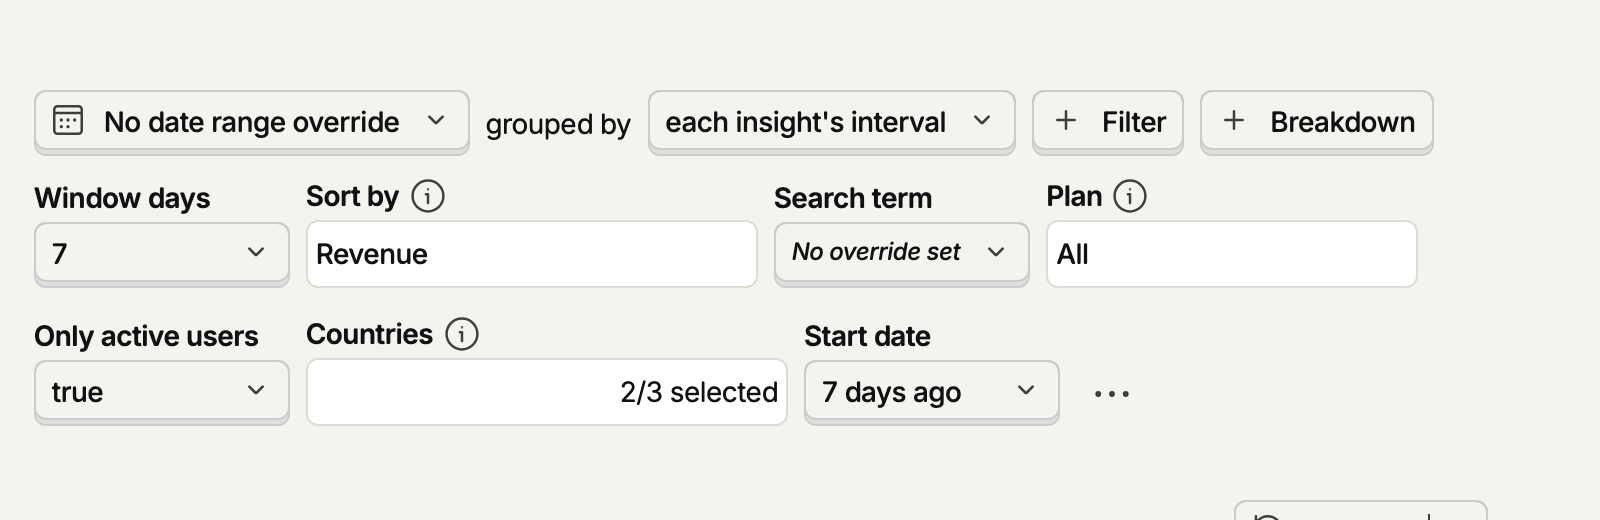 No date range override grouped by each insight's interval + Filter + Breakdown
Window days Sort by Search term Plan
7 Revenue No override set All
Only active users Countries Start date
true 2/3 selected 7 days ago